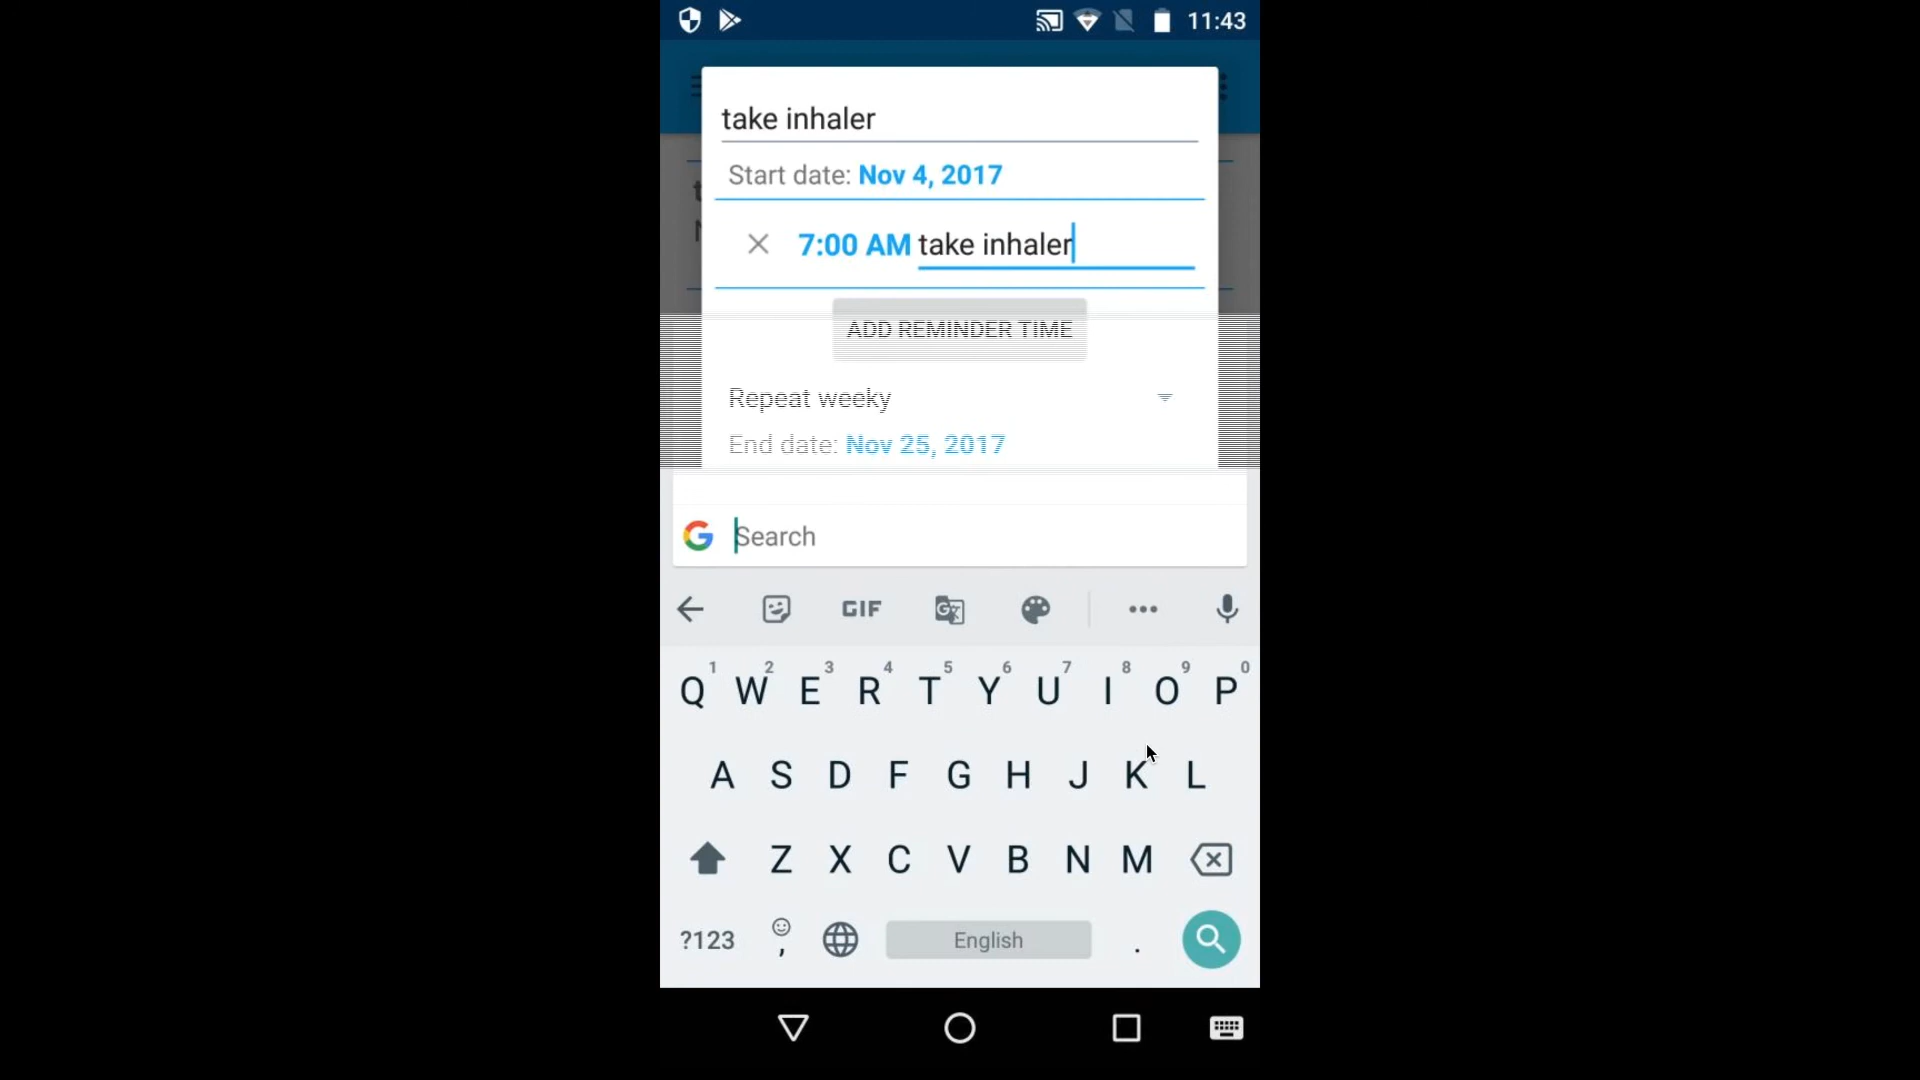 11:43
take inhaler
Start date: Nov 4, 2017
7:00 AM take inhaler
ADD REMINDER TIME
Repeat weeky
End date: Nov 25, 2017
G Search
GIF G
1 2 3 4 5 6 7 8 9 0
Q W E R T Y U I O P
A S D F G H J K L
Z X C V B N M
?123 , English .